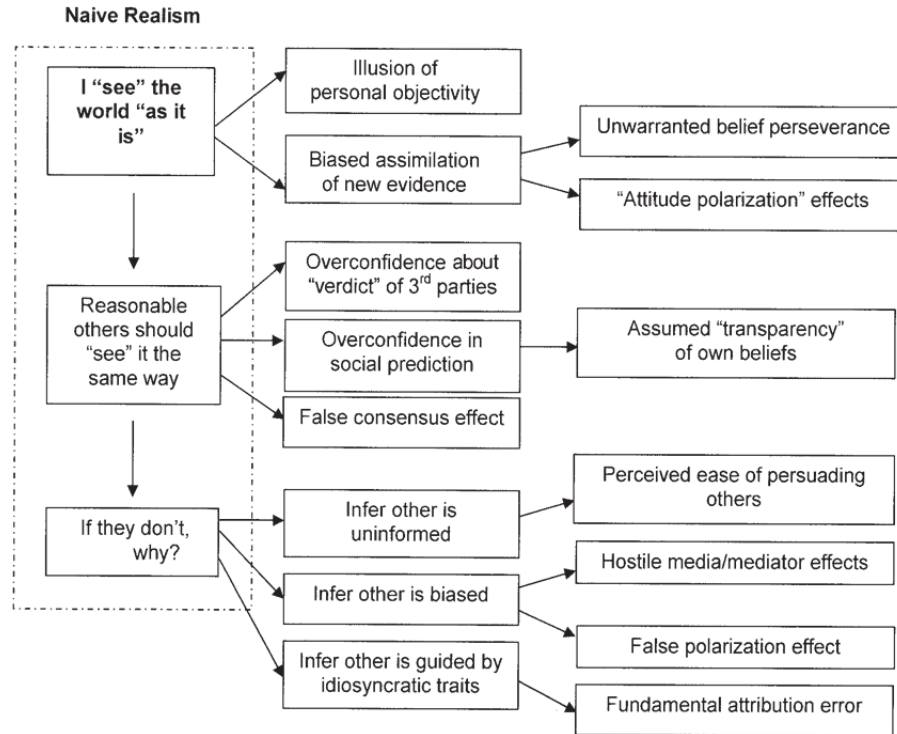 Naive Realism
I “see” the
world “as it
is”
Illusion of
personal objectivity
Biased assimilation
of new evidence
Unwarranted belief perseverance
“Attitude polarization” effects
Reasonable
others should
“see” it the
same way
Overconfidence about
“verdict” of 3rd parties
Overconfidence in
social prediction
False consensus effect
Assumed “transparency”
of own beliefs
If they don’t,
why?
Infer other is
uninformed
Infer other is biased
Infer other is guided by
idiosyncratic traits
Perceived ease of persuading
others
Hostile media/mediator effects
False polarization effect
Fundamental attribution error